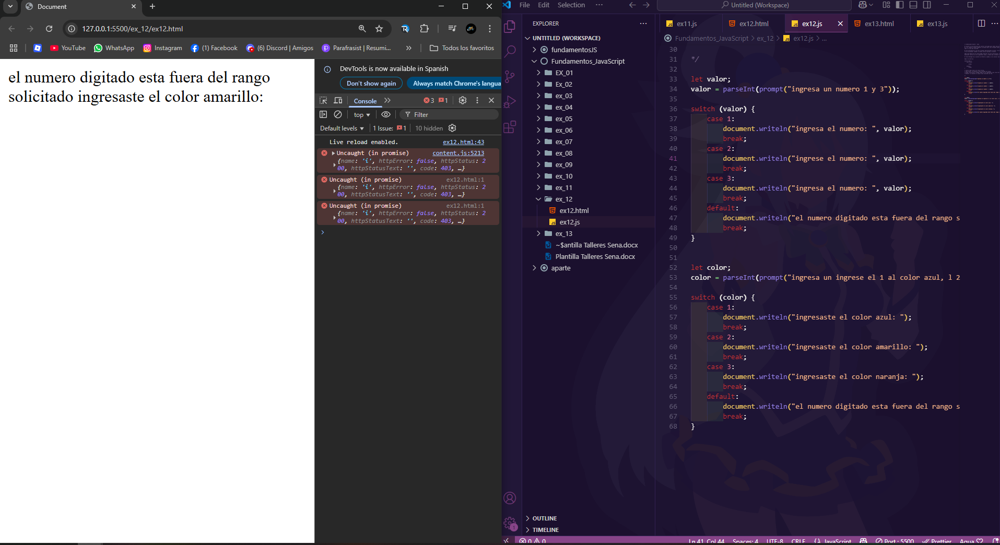 Document
127.0.0.1:5500/ex_12/ex12.html
YouTube
WhatsApp
Instagram
(1) Facebook
(6) Discord | Amigos
Parafrasist | Resumi...
Todos los favoritos
el numero digitado esta fuera del rango
solicitado ingresaste el color amarillo:
DevTools is now available in Spanish
Don't show again
Always match Chrome's langua
Console
3
1
top
Filter
Default levels
1 Issue: 1
10 hidden
Live reload enabled. ex12.html:43
Uncaught (in promise) content.js:5213
{name: 'i', httpError: false, httpStatus: 2
00, httpStatusText: '', code: 403, …}
Uncaught (in promise) ex12.html:1
{name: 'i', httpError: false, httpStatus: 2
00, httpStatusText: '', code: 403, …}
Uncaught (in promise) ex12.html:1
{name: 'i', httpError: false, httpStatus: 2
00, httpStatusText: '', code: 403, …}
File Edit Selection ···
Untitled (Workspace)
EXPLORER
UNTITLED (WORKSPACE)
fundamentosJS
Fundamentos_JavaScript
EX_01
Ex_02
ex_03
ex_04
ex_05
ex_06
ex_07
ex_08
ex_09
ex_10
ex_11
ex_12
ex12.html
ex12.js
ex_13
~$antilla Talleres Sena.docx
Plantilla Talleres Sena.docx
aparte
OUTLINE
TIMELINE
ex11.js
ex12.html
ex12.js
ex13.html
ex13.js
Fundamentos_JavaScript > ex_12 > ex12.js > ...
30
31 */
32
33 let valor;
34 valor = parseInt(prompt("ingresa un numero 1 y 3"));
35
36 switch (valor) {
37 case 1:
38 document.writeln("ingresa el numero: ", valor);
39 break;
40 case 2:
41 document.writeln("ingrese el numero: ", valor);
42 break;
43 case 3:
44 document.writeln("ingresa el numero: ", valor);
45 break;
46 default:
47 document.writeln("el numero digitado esta fuera del rango s
48 break;
49 }
50
51
52 let color;
53 color = parseInt(prompt("ingresa un ingrese el 1 al color azul, l 2
54
55 switch (color) {
56 case 1:
57 document.writeln("ingresaste el color azul: ");
58 break;
59 case 2:
60 document.writeln("ingresaste el color amarillo: ");
61 break;
62 case 3:
63 document.writeln("ingresaste el color naranja: ");
64 break;
65 default:
66 document.writeln("el numero digitado esta fuera del rango s
67 break;
68 }
1
0 0
Ln 41, Col 44 Spaces: 4 UTF-8 CRLF {} JavaScript Port : 5500 Prettier Aqua